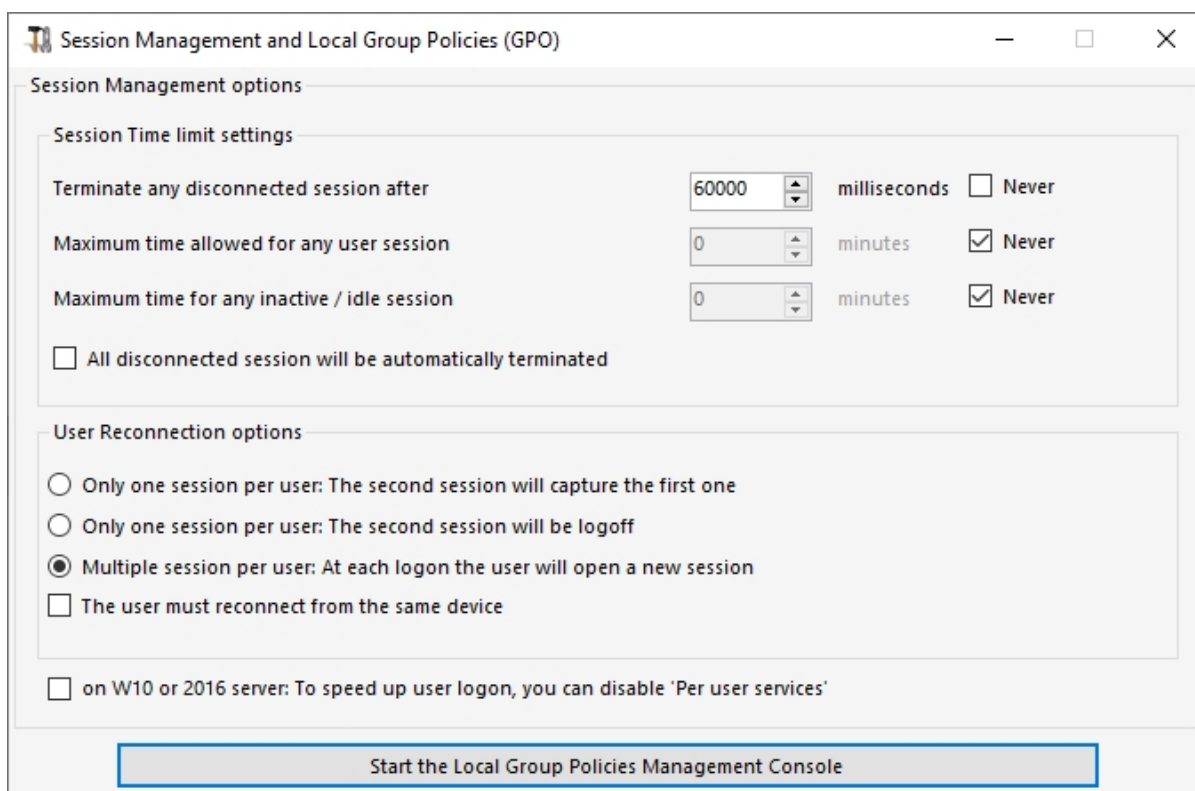 Session Management and Local Group Policies (GPO)
Session Management options
Session Time limit settings
Terminate any disconnected session after 60000 milliseconds Never
Maximum time allowed for any user session 0 minutes Never
Maximum time for any inactive / idle session 0 minutes Never
All disconnected session will be automatically terminated
User Reconnection options
Only one session per user: The second session will capture the first one
Only one session per user: The second session will be logoff
Multiple session per user: At each logon the user will open a new session
The user must reconnect from the same device
on W10 or 2016 server: To speed up user logon, you can disable 'Per user services'
Start the Local Group Policies Management Console